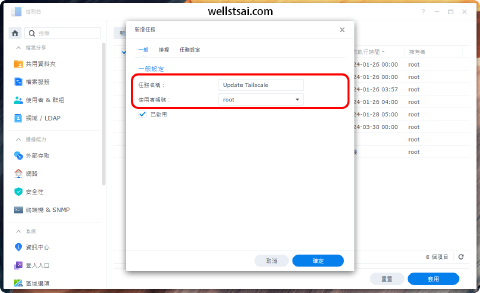 wellstsai.com
控制台
搜尋
檔案分享
共用資料夾
檔案服務
使用者 & 群組
網域 / LDAP
連線能力
外部存取
網路
安全性
終端機 & SNMP
系統
資訊中心
登入入口
區域選項
新增任務
一般
排程
任務設定
一般設定
任務名稱：
Update Tailscale
使用者帳號：
root
已啟用
取消
確定
擁有者
24-01-26 00:00
root
24-01-26 00:00
root
24-01-26 03:57
root
24-01-26 04:00
root
24-01-28 05:00
root
24-03-30 00:00
root
root
root
8 個項目
重置
套用